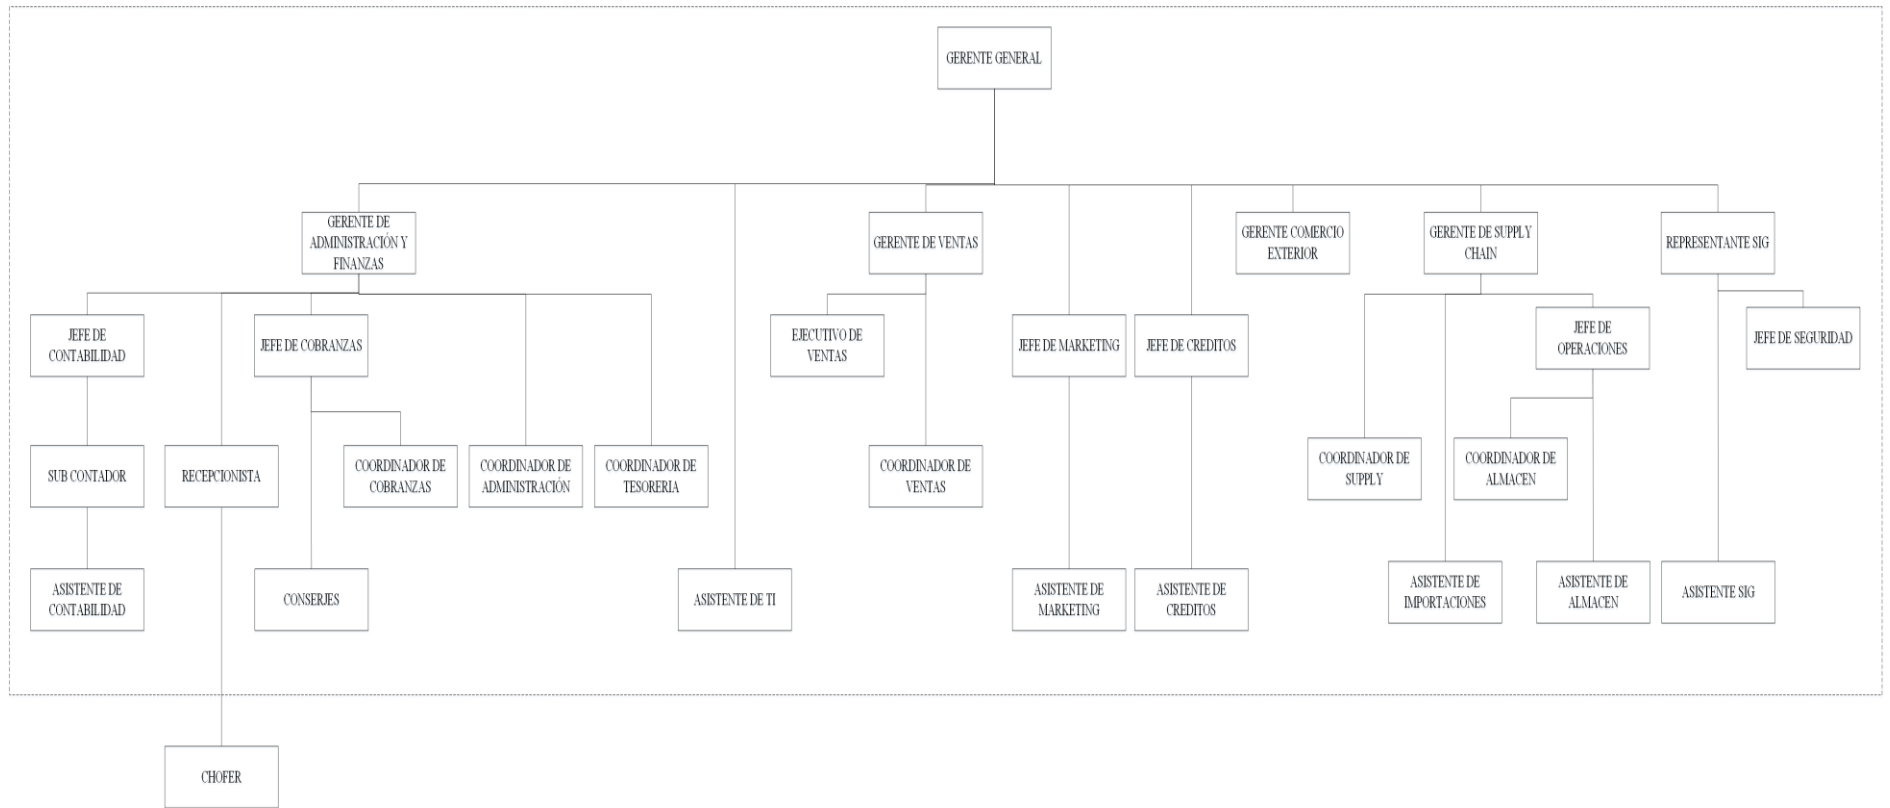 GERENTE GENERAL
GERENTE DE
ADMINISTRACIÓN Y
FINANZAS
GERENTE DE VENTAS
GERENTE COMERCIO
EXTERIOR
GERENTE DE SUPPLY
CHAIN
REPRESENTANTE SIG
JEFE DE
CONTABILIDAD
JEFE DE COBRANZAS
EJECUTIVO DE
VENTAS
JEFE DE MARKETING
JEFE DE CREDITOS
JEFE DE
OPERACIONES
JEFE DE SEGURIDAD
SUB CONTADOR
RECEPCIONISTA
COORDINADOR DE
COBRANZAS
COORDINADOR DE
ADMINISTRACIÓN
COORDINADOR DE
TESORERIA
COORDINADOR DE
VENTAS
COORDINADOR DE
SUPPLY
COORDINADOR DE
ALMACEN
ASISTENTE DE
CONTABILIDAD
CONSERJES
ASISTENTE DE TI
ASISTENTE DE
MARKETING
ASISTENTE DE
CREDITOS
ASISTENTE DE
IMPORTACIONES
ASISTENTE DE
ALMACEN
ASISTENTE SIG
CHOFER